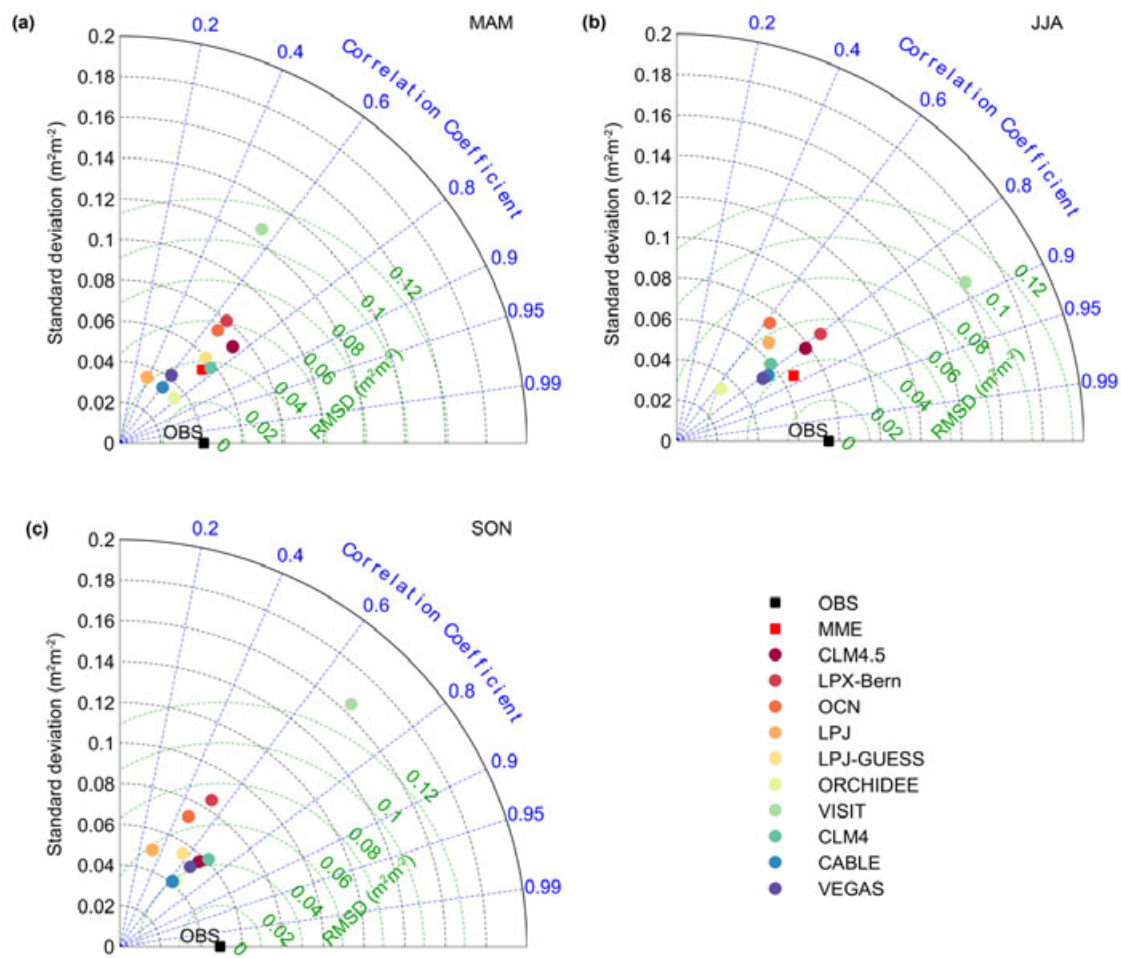 (a)
MAM
0.2
0.18
0.16
0.14
0.12
0.1
0.08
0.06
0.04
0.02
0
Standard deviation (m²m⁻²)
0.2
0.4
0.6
0.8
0.9
0.95
0.99
Correlation Coefficient
0.12
0.1
0.08
0.06
0.04
0.02
0
RMSD (m²m⁻²)
OBS
(b)
JJA
0.2
0.18
0.16
0.14
0.12
0.1
0.08
0.06
0.04
0.02
0
Standard deviation (m²m⁻²)
0.2
0.4
0.6
0.8
0.9
0.95
0.99
Correlation Coefficient
0.12
0.1
0.08
0.06
0.04
0.02
0
RMSD (m²m⁻²)
OBS
(c)
SON
0.2
0.18
0.16
0.14
0.12
0.1
0.08
0.06
0.04
0.02
0
Standard deviation (m²m⁻²)
0.2
0.4
0.6
0.8
0.9
0.95
0.99
Correlation Coefficient
0.12
0.1
0.08
0.06
0.04
0.02
0
RMSD (m²m⁻²)
OBS
OBS
MME
CLM4.5
LPX-Bern
OCN
LPJ
LPJ-GUESS
ORCHIDEE
VISIT
CLM4
CABLE
VEGAS